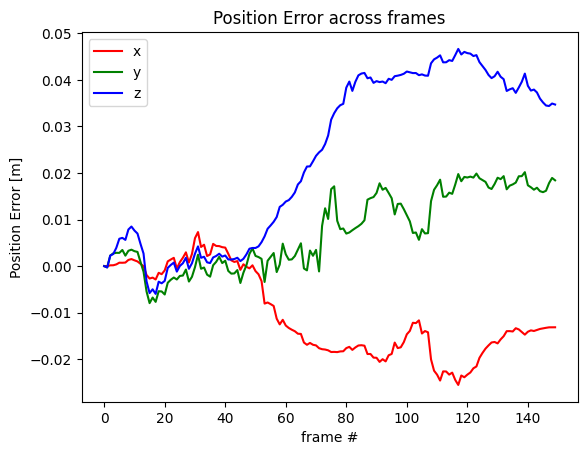 Position Error across frames
x
y
z
Position Error [m]
0.05
0.04
0.03
0.02
0.01
0.00
−0.01
−0.02
0 20 40 60 80 100 120 140
frame #